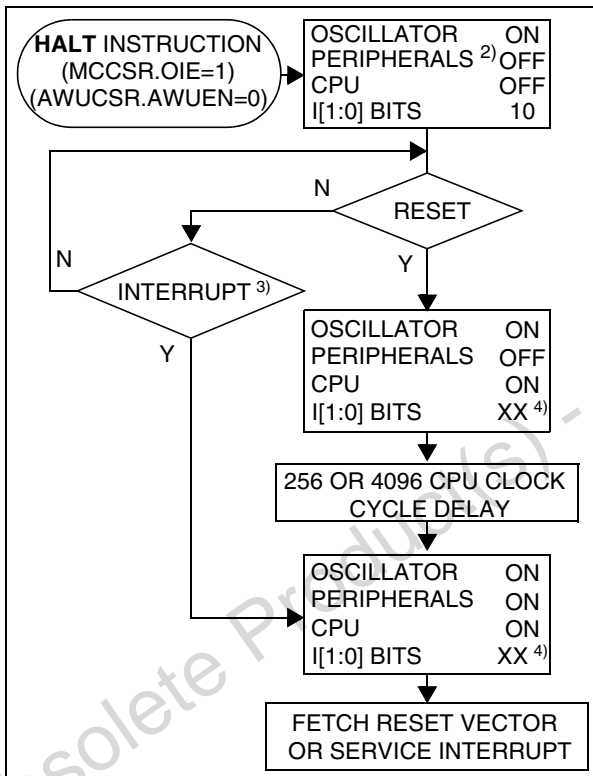 HALT INSTRUCTION
(MCCSR.OIE=1)
(AWUCSR.AWUEN=0)
OSCILLATOR ON
PERIPHERALS 2) OFF
CPU OFF
I[1:0] BITS 10
N
RESET
N
Y
INTERRUPT 3)
Y
OSCILLATOR ON
PERIPHERALS OFF
CPU ON
I[1:0] BITS XX 4)
256 OR 4096 CPU CLOCK
CYCLE DELAY
OSCILLATOR ON
PERIPHERALS ON
CPU ON
I[1:0] BITS XX 4)
FETCH RESET VECTOR
OR SERVICE INTERRUPT
solete Product(s) -